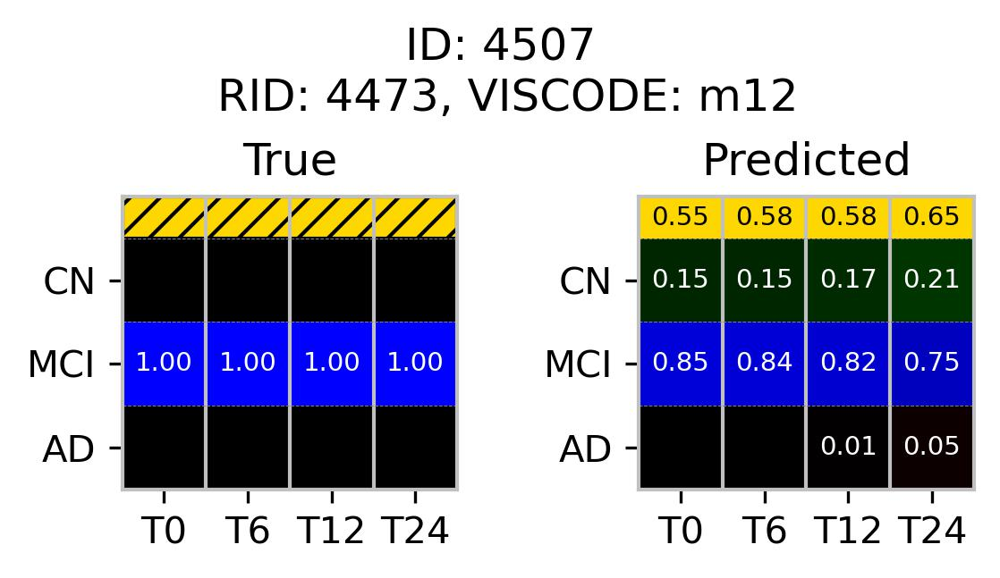 ID: 4507
RID: 4473, VISCODE: m12
True
Predicted
CN
MCI 1.00 1.00 1.00 1.00
AD
T0 T6 T12 T24
0.55 0.58 0.58 0.65
CN 0.15 0.15 0.17 0.21
MCI 0.85 0.84 0.82 0.75
AD 0.01 0.05
T0 T6 T12 T24